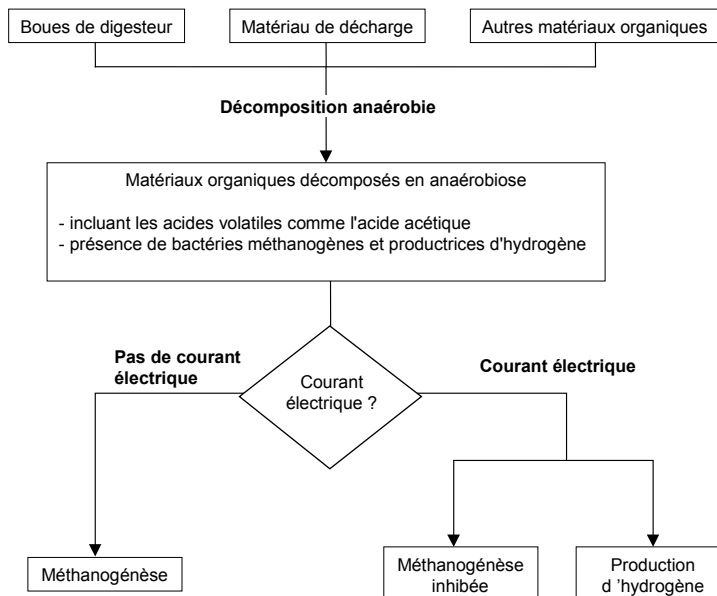 Boues de digesteur
Matériau de décharge
Autres matériaux organiques
Décomposition anaérobie
Matériaux organiques décomposés en anaérobiose
- incluant les acides volatiles comme l'acide acétique
- présence de bactéries méthanogènes et productrices d'hydrogène
Pas de courant
électrique
Courant
électrique ?
Courant électrique
Méthanogénèse
Méthanogénèse
inhibée
Production
d ’hydrogène